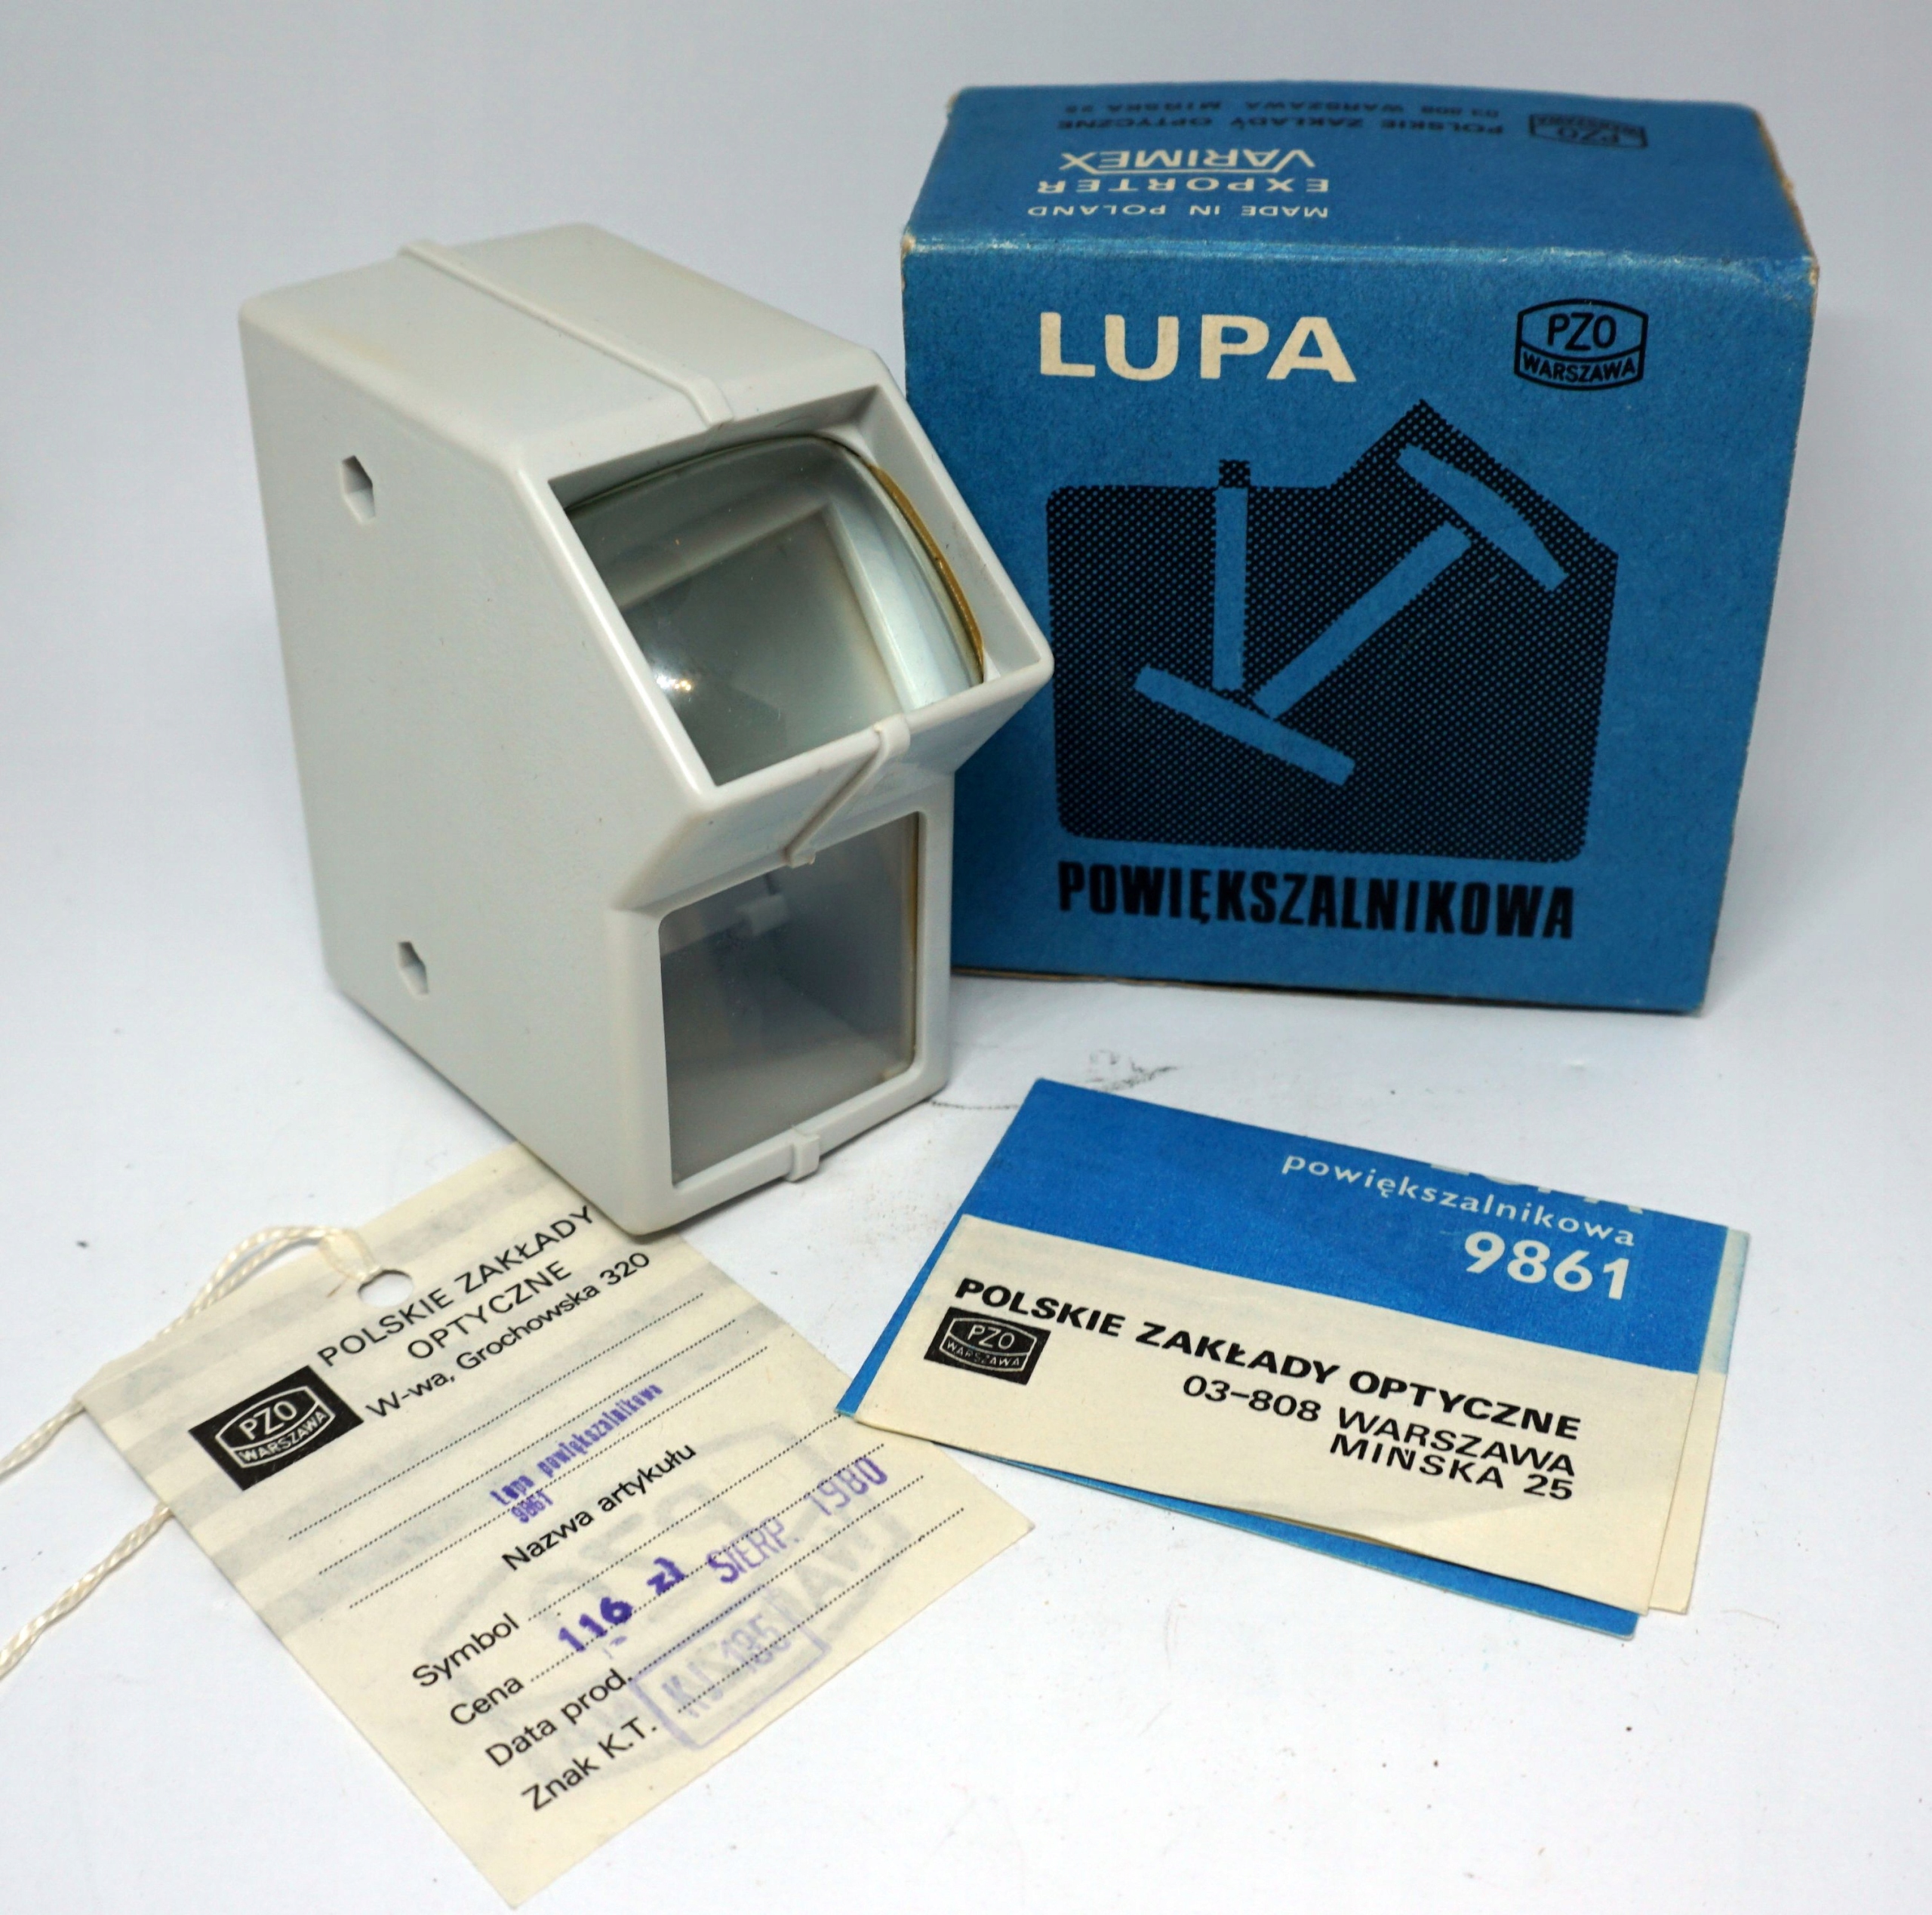 PZO
WARSZAWA
POLSKIE ZAKŁADY OPTYCZNE
03 808 WARSZAWA MIŃSKA 25
VARIMEX
EXPORTER
MADE IN POLAND
LUPA
PZO
WARSZAWA
POWIĘKSZALNIKOWA
powiększalnikowa
9861
POLSKIE ZAKŁADY OPTYCZNE
PZO
WARSZAWA
03-808 WARSZAWA
MIŃSKA 25
POLSKIE ZAKŁADY
OPTYCZNE
W-wa, Grochowska 320
PZO
WARSZAWA
Lupa powiększalnikowa
9861
Nazwa artykułu
Symbol
Cena 116 zł
Data prod. SIERP. 1980
Znak K.T.